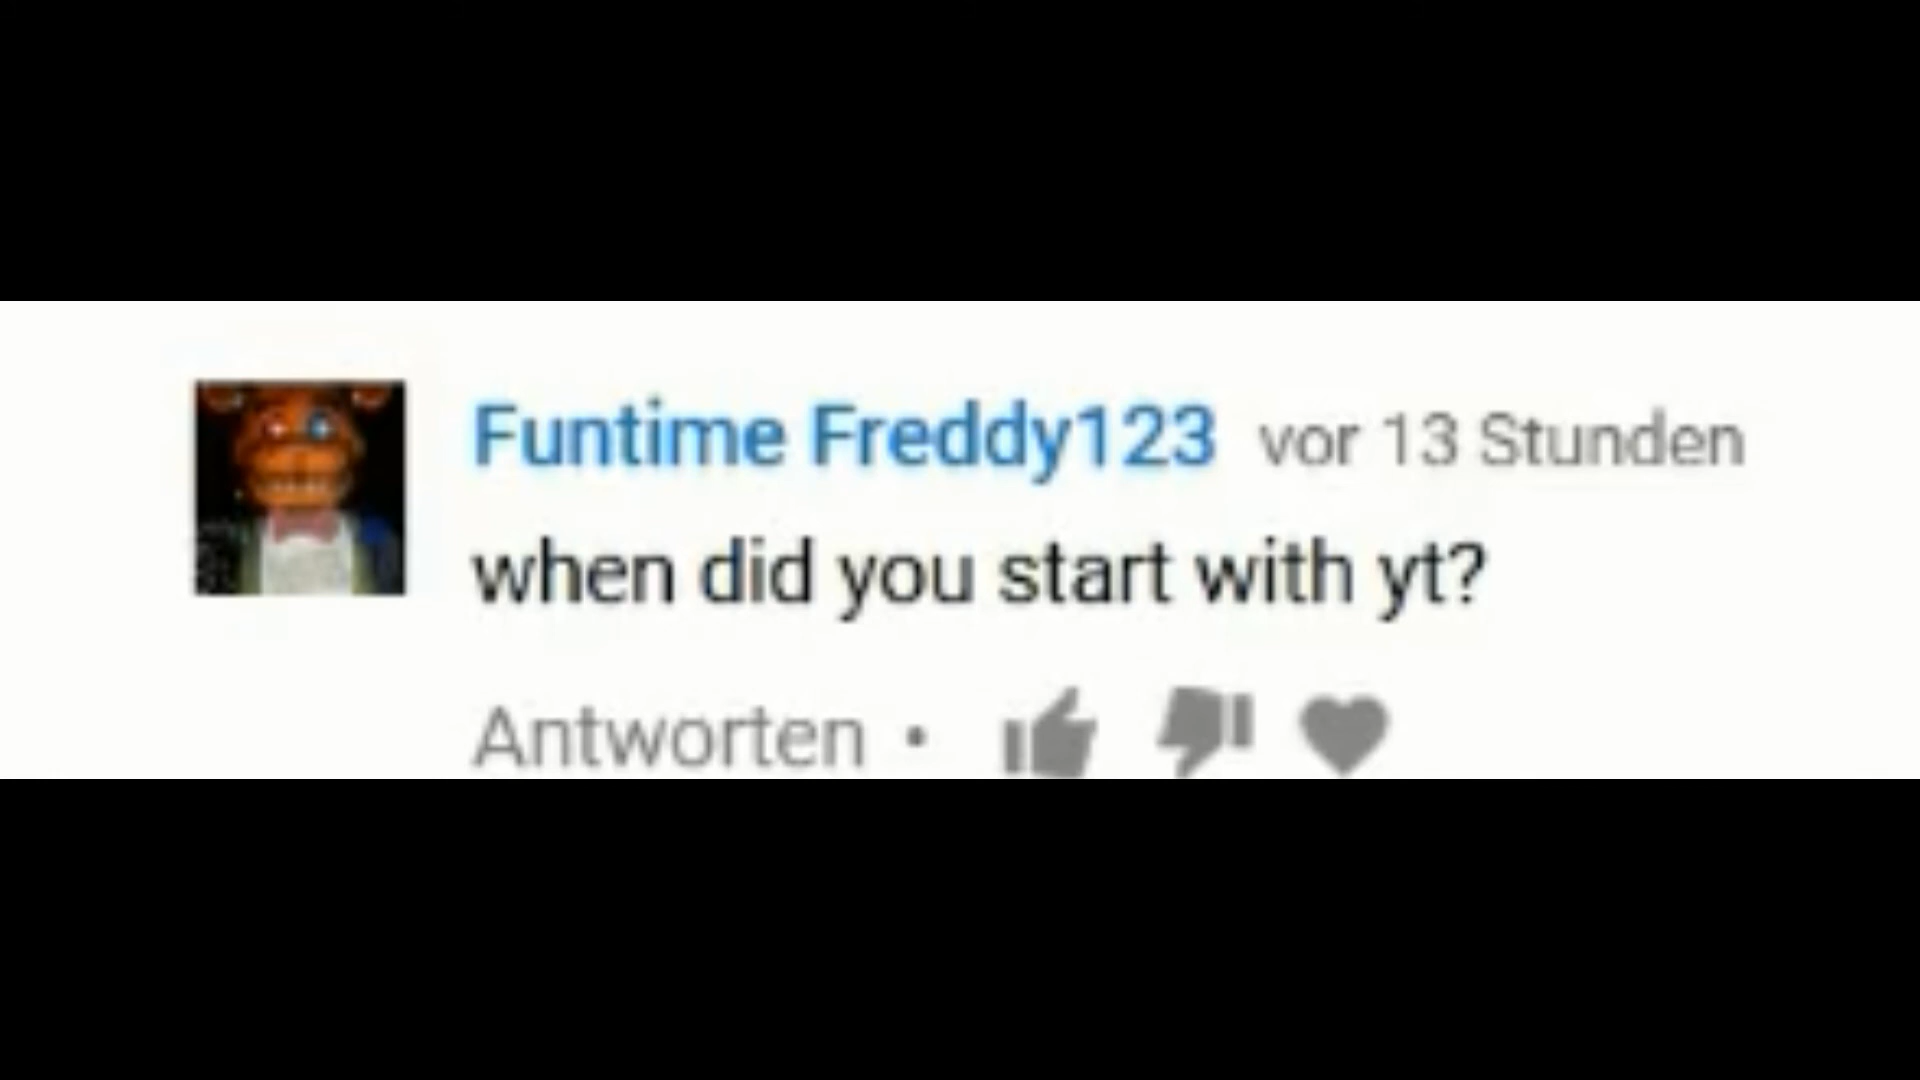 Funtime Freddy123 vor 13 Stunden
when did you start with yt?
Antworten •